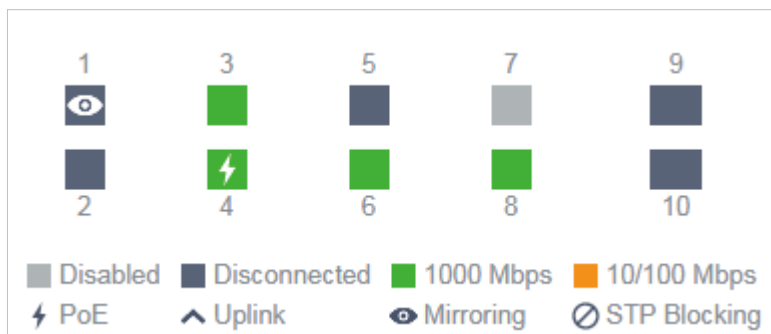 1 3 5 7 9
2 4 6 8 10
Disabled Disconnected 1000 Mbps 10/100 Mbps
PoE Uplink Mirroring STP Blocking